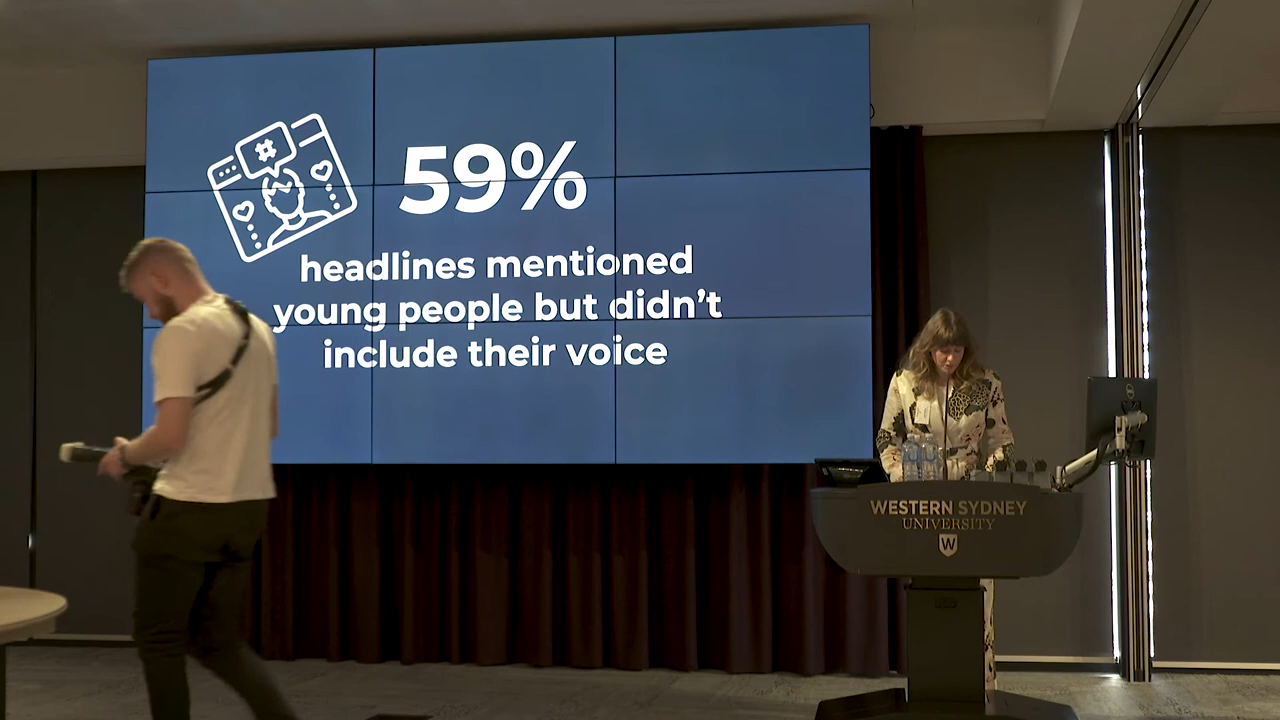 #
59%
headlines mentioned
young people but didn't
include their voice
WESTERN SYDNEY
UNIVERSITY
W